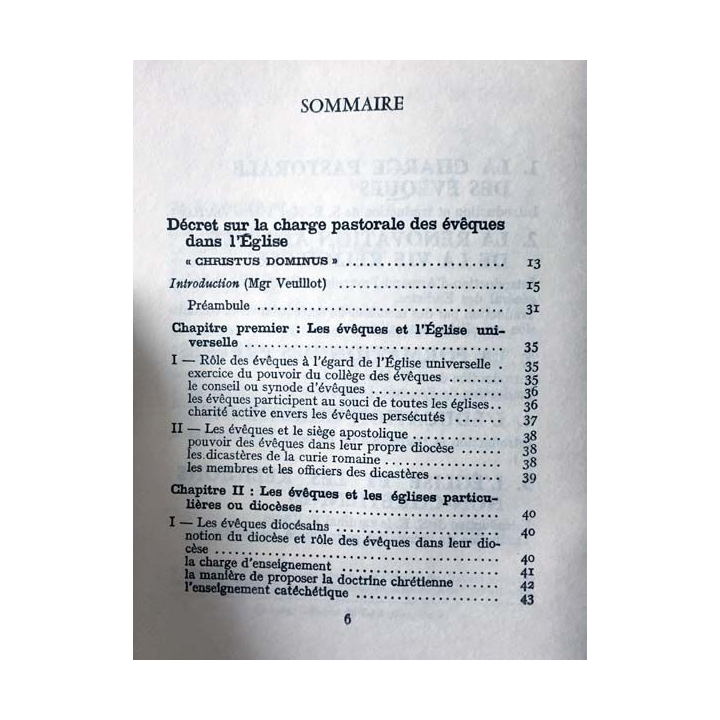 SOMMAIRE
Décret sur la charge pastorale des évêques
dans l'Église
« CHRISTUS DOMINUS » .................... 13
Introduction (Mgr Veuillot) .................... 15
Préambule .................... 31
Chapitre premier : Les évêques et l'Église uni-
verselle .................... 35
I — Rôle des évêques à l'égard de l'Église universelle . 35
exercice du pouvoir du collège des évêques ........ 35
le conseil ou synode d'évêques .................... 36
les évêques participent au souci de toutes les églises.. 36
charité active envers les évêques persécutés ........ 37
II — Les évêques et le siège apostolique .............. 38
pouvoir des évêques dans leur propre diocèse ....... 38
les dicastères de la curie romaine .................. 38
les membres et les officiers des dicastères .......... 39
Chapitre II : Les évêques et les églises particu-
lières ou diocèses .................... 40
I — Les évêques diocésains .................... 40
notion du diocèse et rôle des évêques dans leur dio-
cèse .................... 40
la charge d'enseignement .................... 41
la manière de proposer la doctrine chrétienne ...... 42
l'enseignement catéchétique .................... 43
6